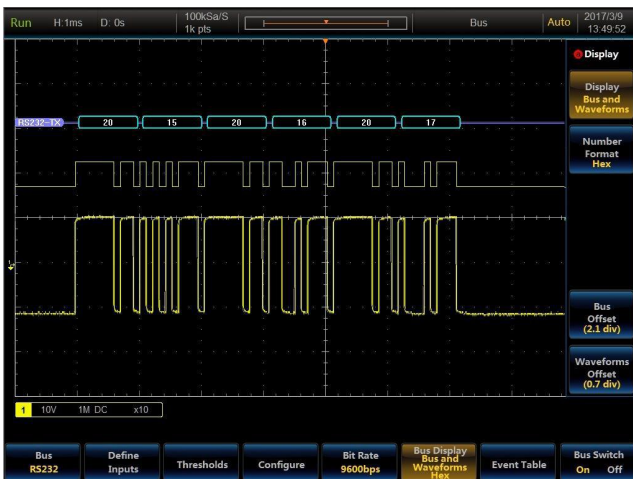 Run H:1ms D: 0s 100kSa/S Bus Auto 2017/3/9
1k pts 13:49:52
Display
Display
Bus and
Waveforms
RS232-TX 20 15 20 16 20 17
Number
Format
Hex
Bus
Offset
(2.1 div)
Waveforms
Offset
(0.7 div)
1 10V 1M DC x10
Bus
RS232
Define
Inputs
Thresholds
Configure
Bit Rate
9600bps
Bus Display
Bus and
Waveforms
Hex
Event Table
Bus Switch
On Off